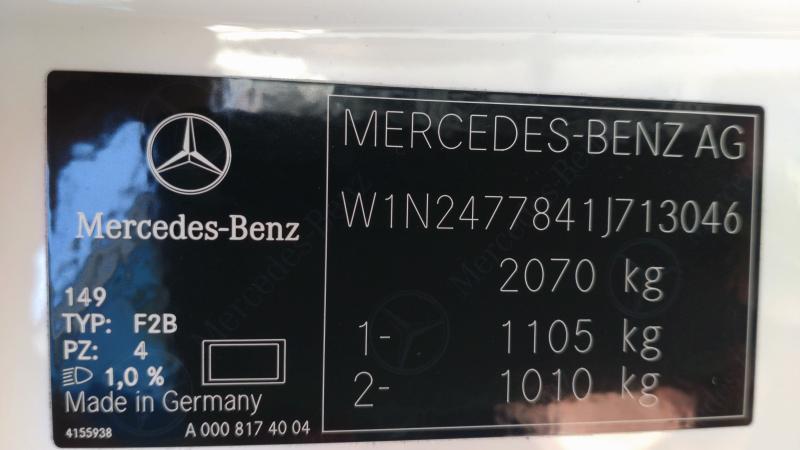 Mercedes-Benz
149
TYP: F2B
PZ: 4
1,0 %
Made in Germany
4155938 A 000 817 40 04
MERCEDES-BENZ AG
W1N2477841J713046
2070 kg
1- 1105 kg
2- 1010 kg